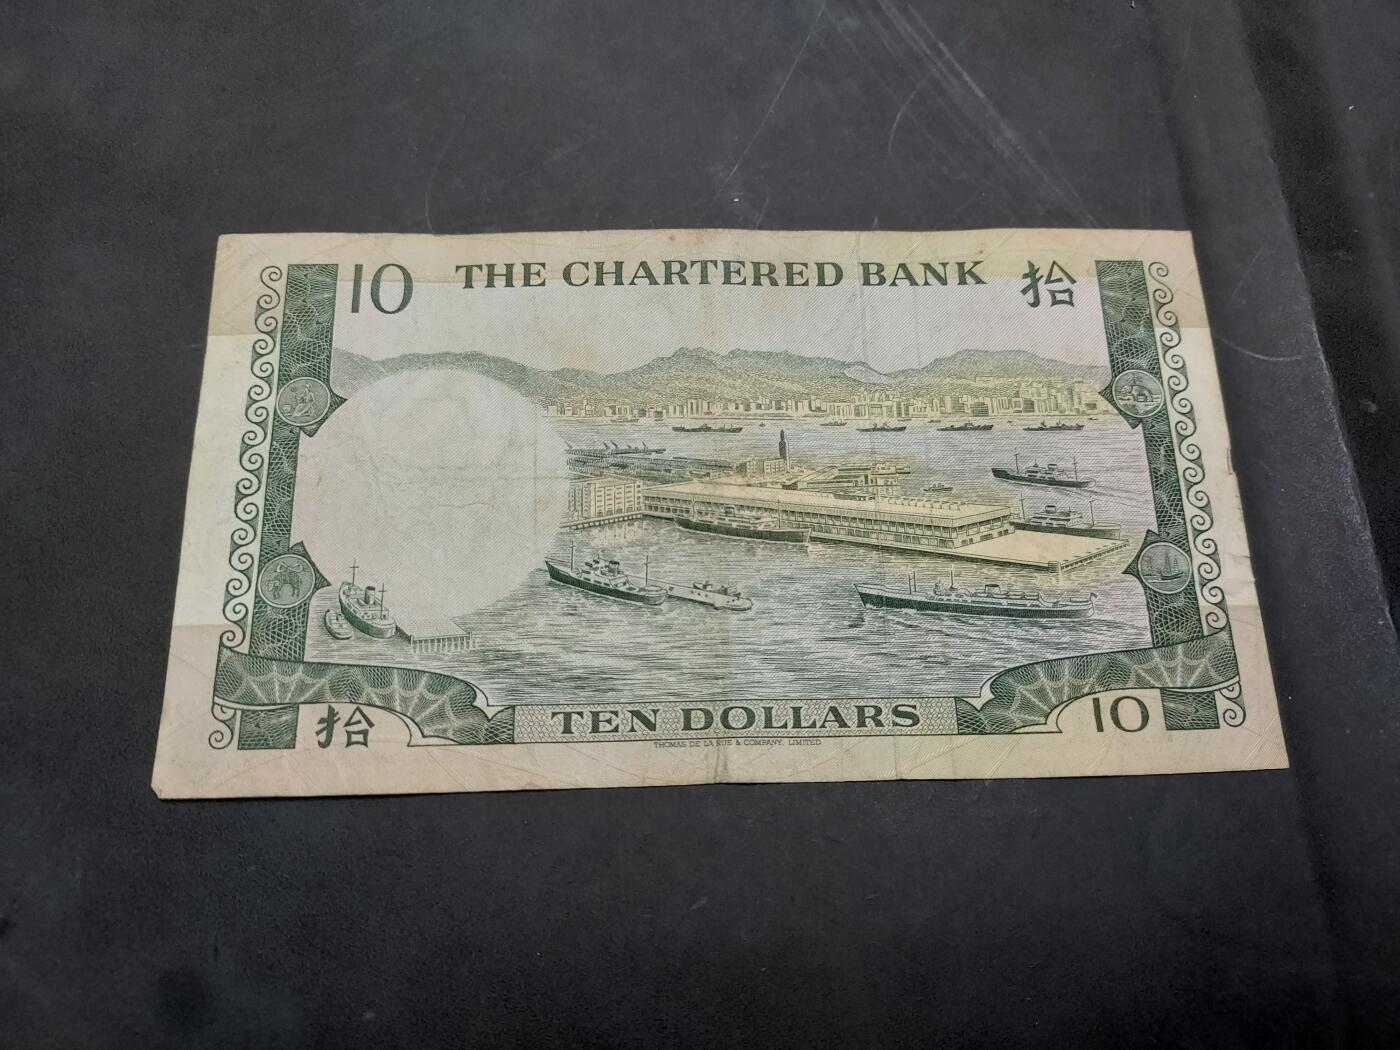 10 THE CHARTERED BANK 拾
拾 TEN DOLLARS 10
THOMAS DE LA RUE & COMPANY, LIMITED